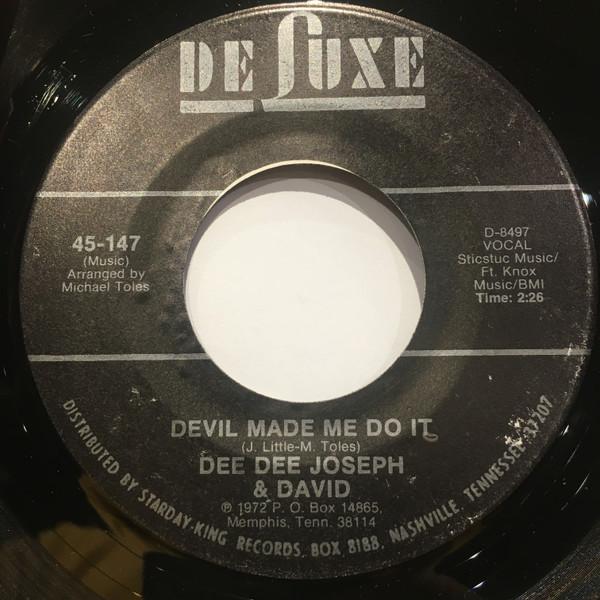 DE LUXE
45-147
(Music)
Arranged by
Michael Toles
D-8497
VOCAL
Sticstuc Music/
Ft. Knox
Music/BMI
Time: 2:26
DEVIL MADE ME DO IT
(J. Little-M. Toles)
DEE DEE JOSEPH
& DAVID
℗ 1972 P. O. Box 14865,
Memphis, Tenn. 38114
DISTRIBUTED BY STARDAY-KING RECORDS, BOX 8188, NASHVILLE, TENNESSEE 37207